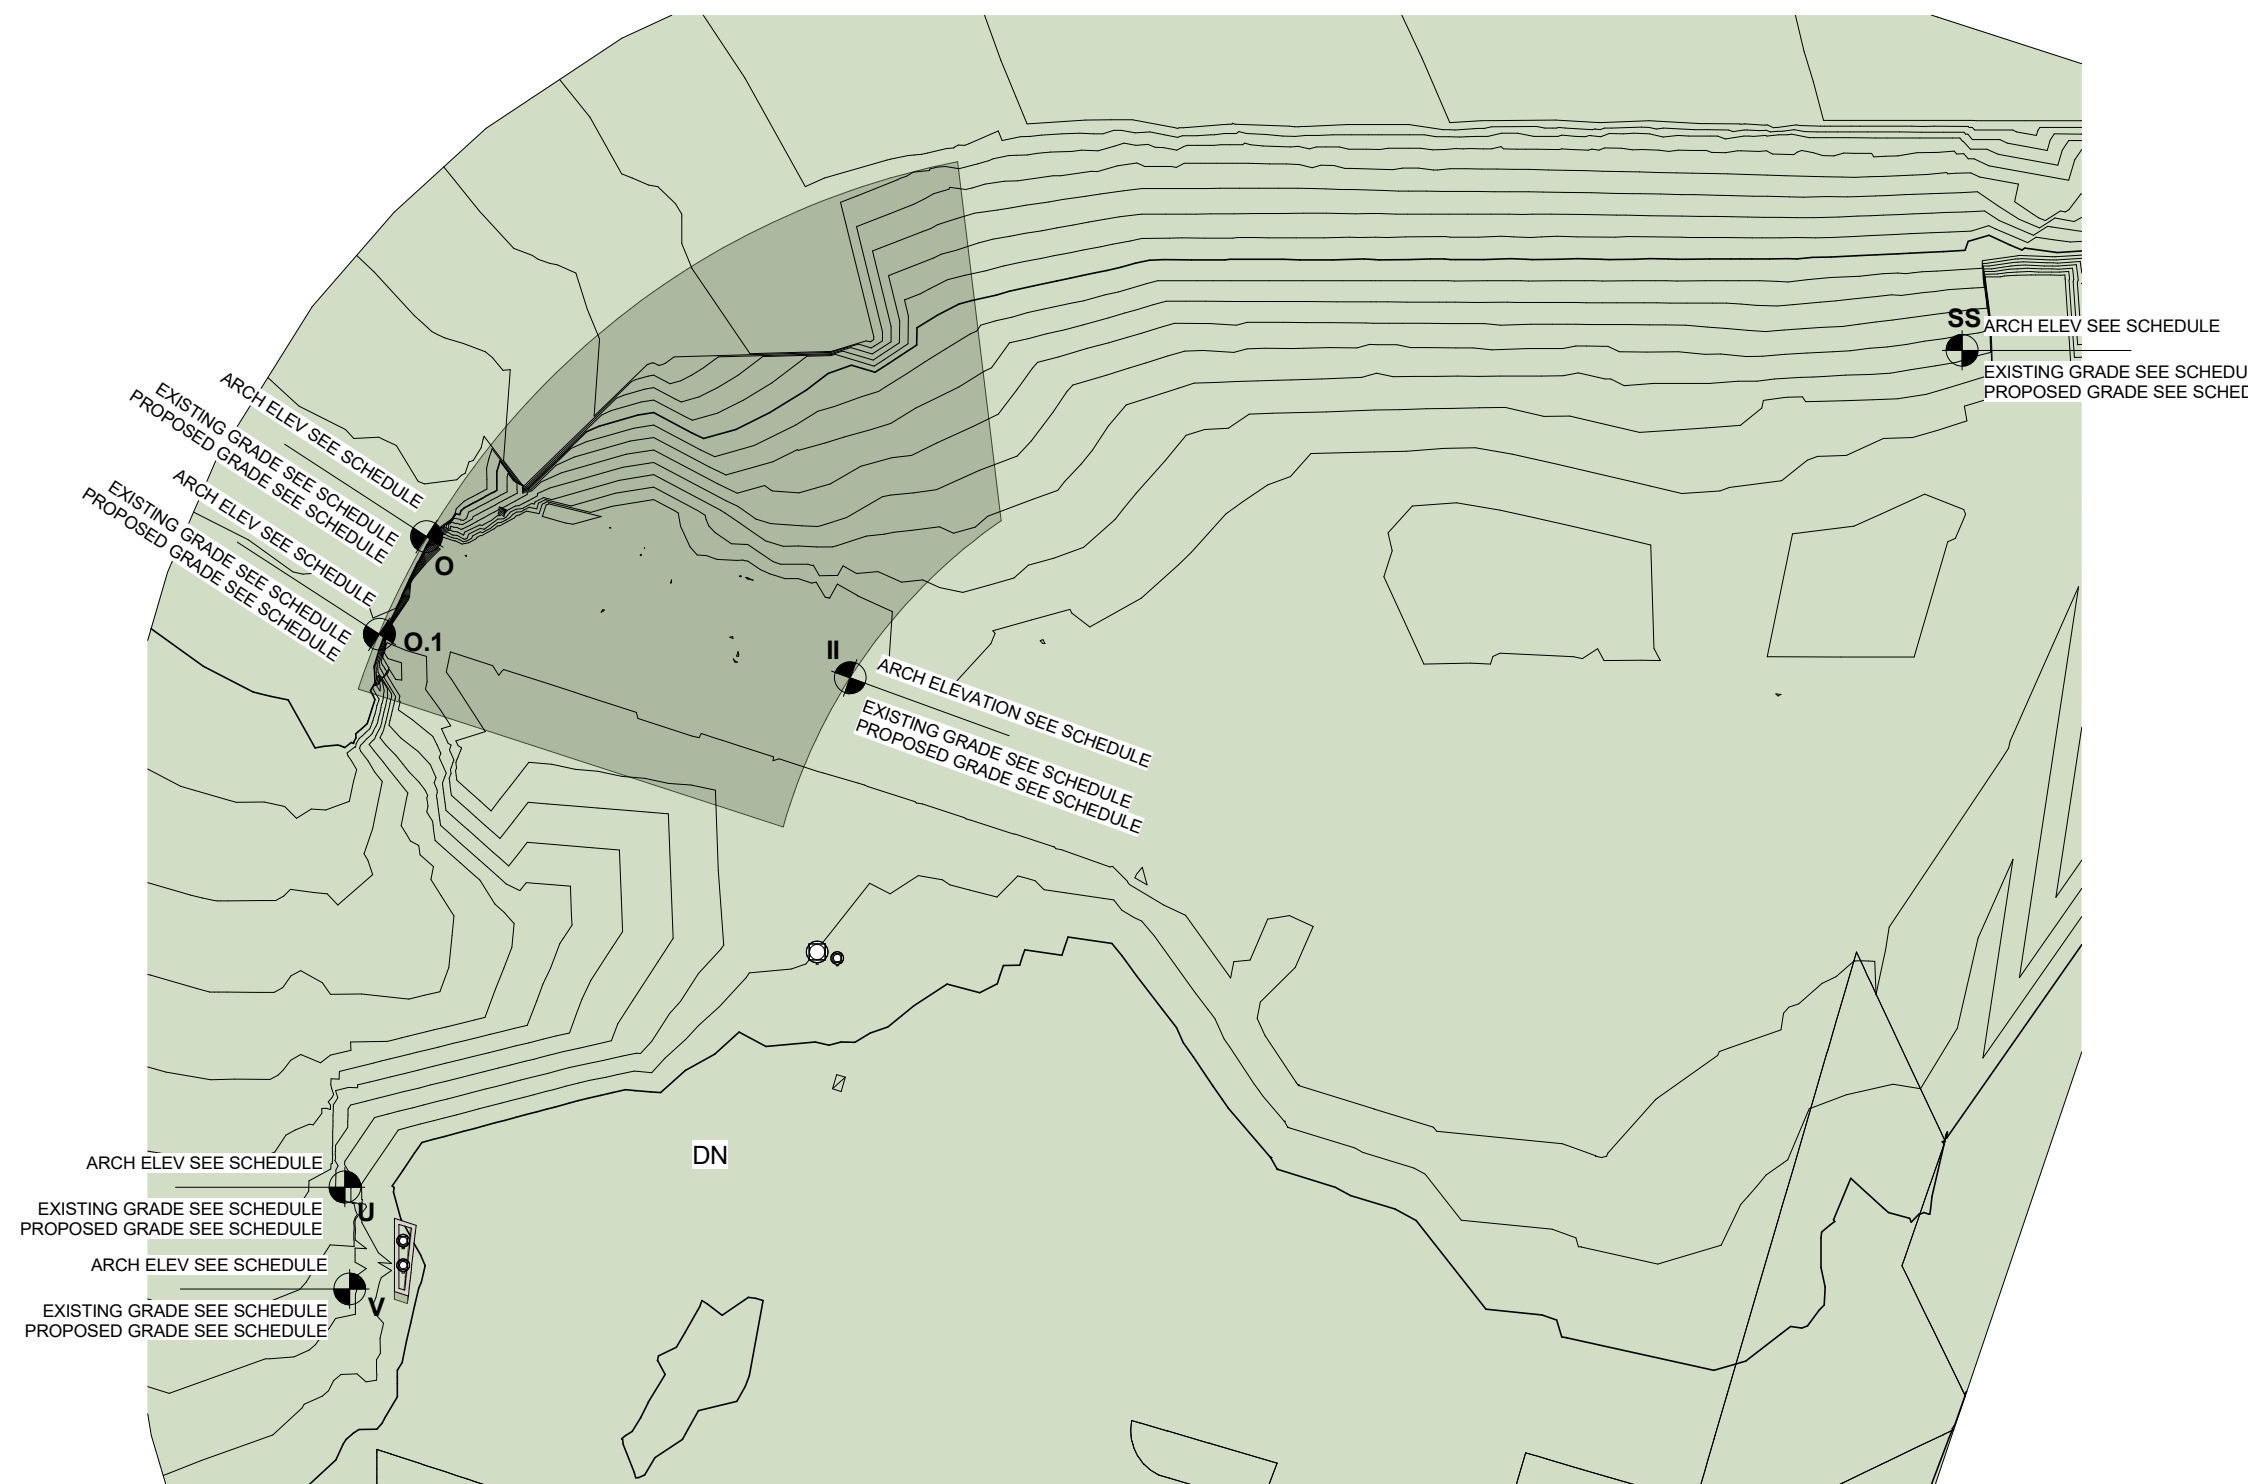 SS
ARCH ELEV SEE SCHEDULE
EXISTING GRADE SEE SCHEDU
PROPOSED GRADE SEE SCHED
ARCH ELEV SEE SCHEDULE
EXISTING GRADE SEE SCHEDULE
PROPOSED GRADE SEE SCHEDULE
O
ARCH ELEV SEE SCHEDULE
EXISTING GRADE SEE SCHEDULE
PROPOSED GRADE SEE SCHEDULE
O.1
II
ARCH ELEVATION SEE SCHEDULE
EXISTING GRADE SEE SCHEDULE
PROPOSED GRADE SEE SCHEDULE
DN
ARCH ELEV SEE SCHEDULE
EXISTING GRADE SEE SCHEDULE
PROPOSED GRADE SEE SCHEDULE
U
ARCH ELEV SEE SCHEDULE
EXISTING GRADE SEE SCHEDULE
PROPOSED GRADE SEE SCHEDULE
V